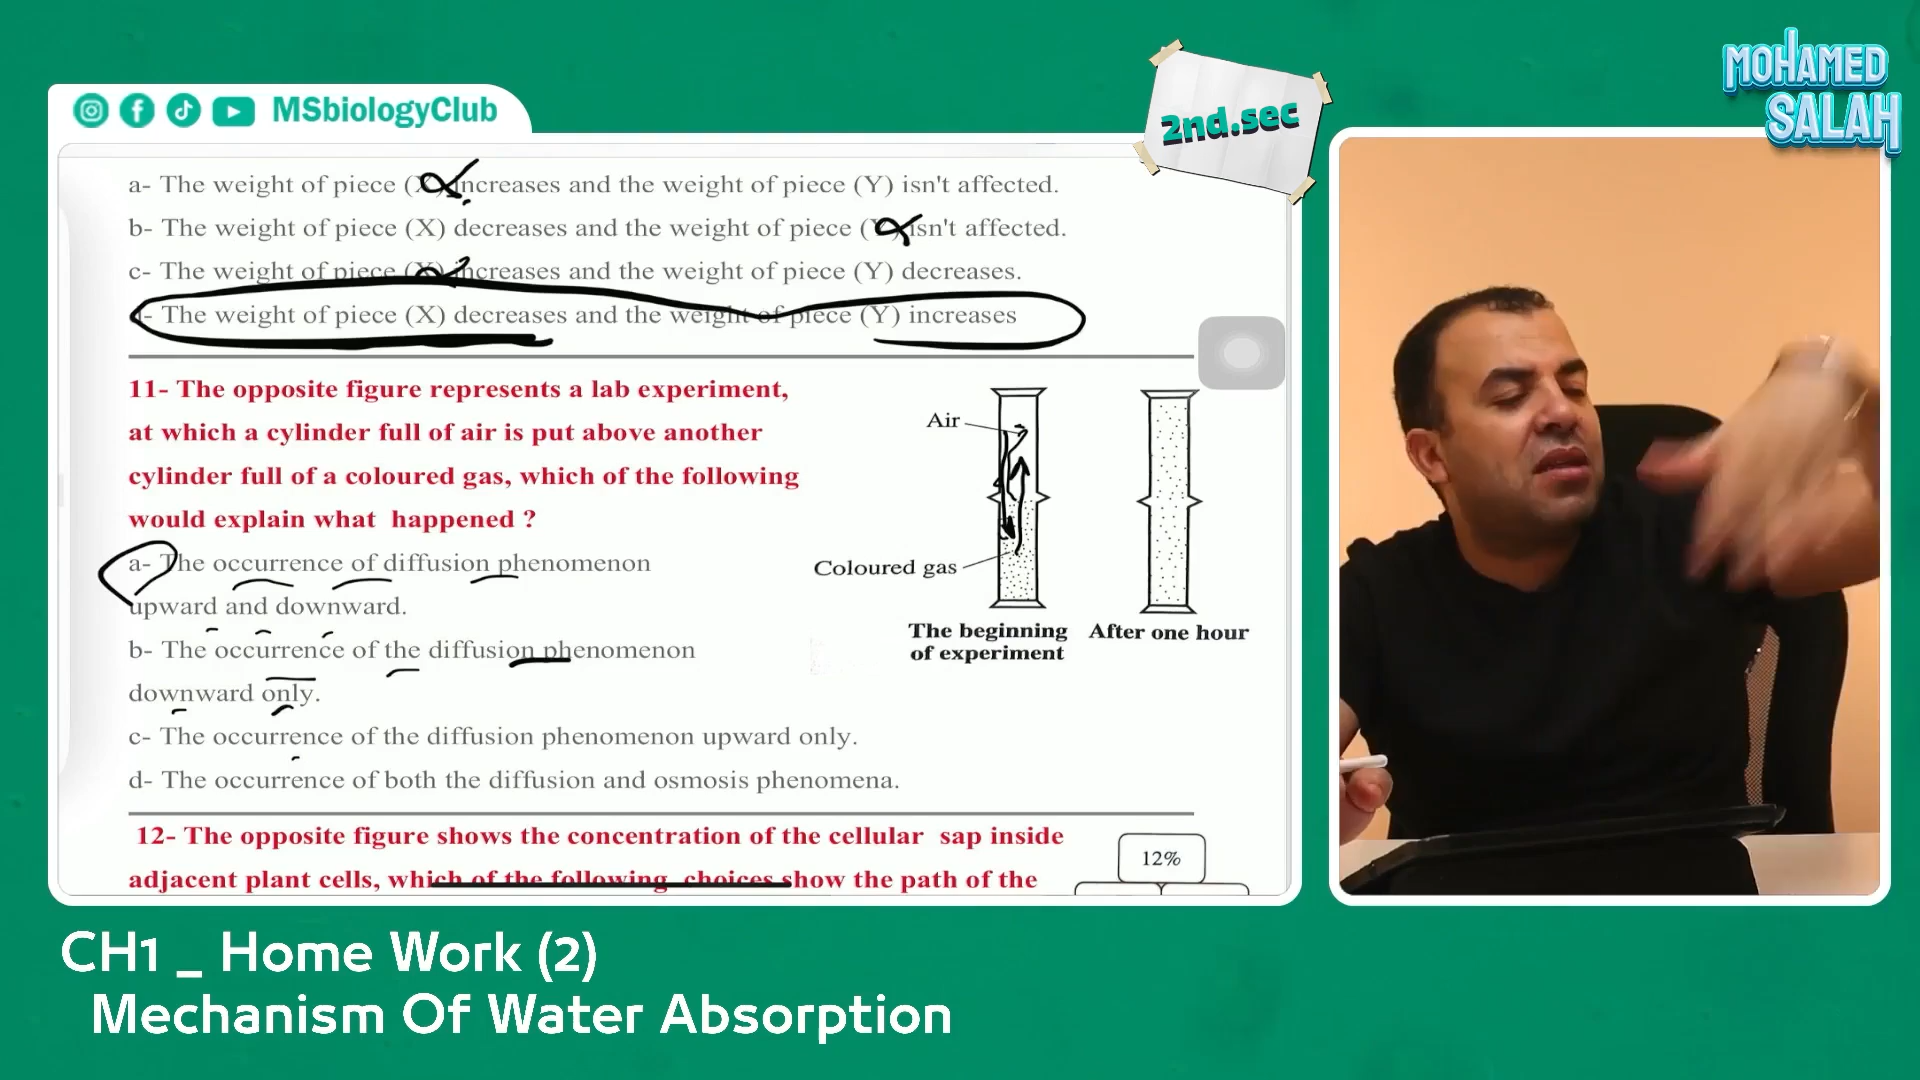 MOHAMED
SALAH
MSbiologyClub
2nd.sec
a- The weight of piece (X) increases and the weight of piece (Y) isn't affected.
b- The weight of piece (X) decreases and the weight of piece (Y) isn't affected.
c- The weight of piece (X) increases and the weight of piece (Y) decreases.
d- The weight of piece (X) decreases and the weight of piece (Y) increases
11- The opposite figure represents a lab experiment,
at which a cylinder full of air is put above another
cylinder full of a coloured gas, which of the following
would explain what happened ?
a- The occurrence of diffusion phenomenon
upward and downward.
b- The occurrence of the diffusion phenomenon
downward only.
c- The occurrence of the diffusion phenomenon upward only.
d- The occurrence of both the diffusion and osmosis phenomena.
Air
Coloured gas
The beginning
of experiment
After one hour
12- The opposite figure shows the concentration of the cellular sap inside
adjacent plant cells, which of the following choices show the path of the
12%
CH1 _ Home Work (2)
Mechanism Of Water Absorption